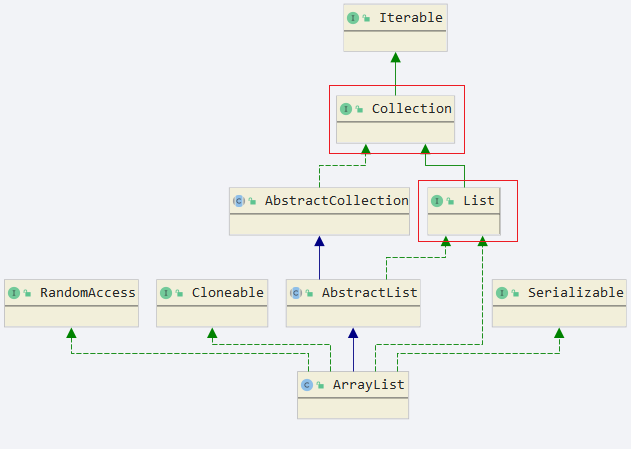 Iterable
Collection
AbstractCollection
List
RandomAccess
Cloneable
AbstractList
Serializable
ArrayList